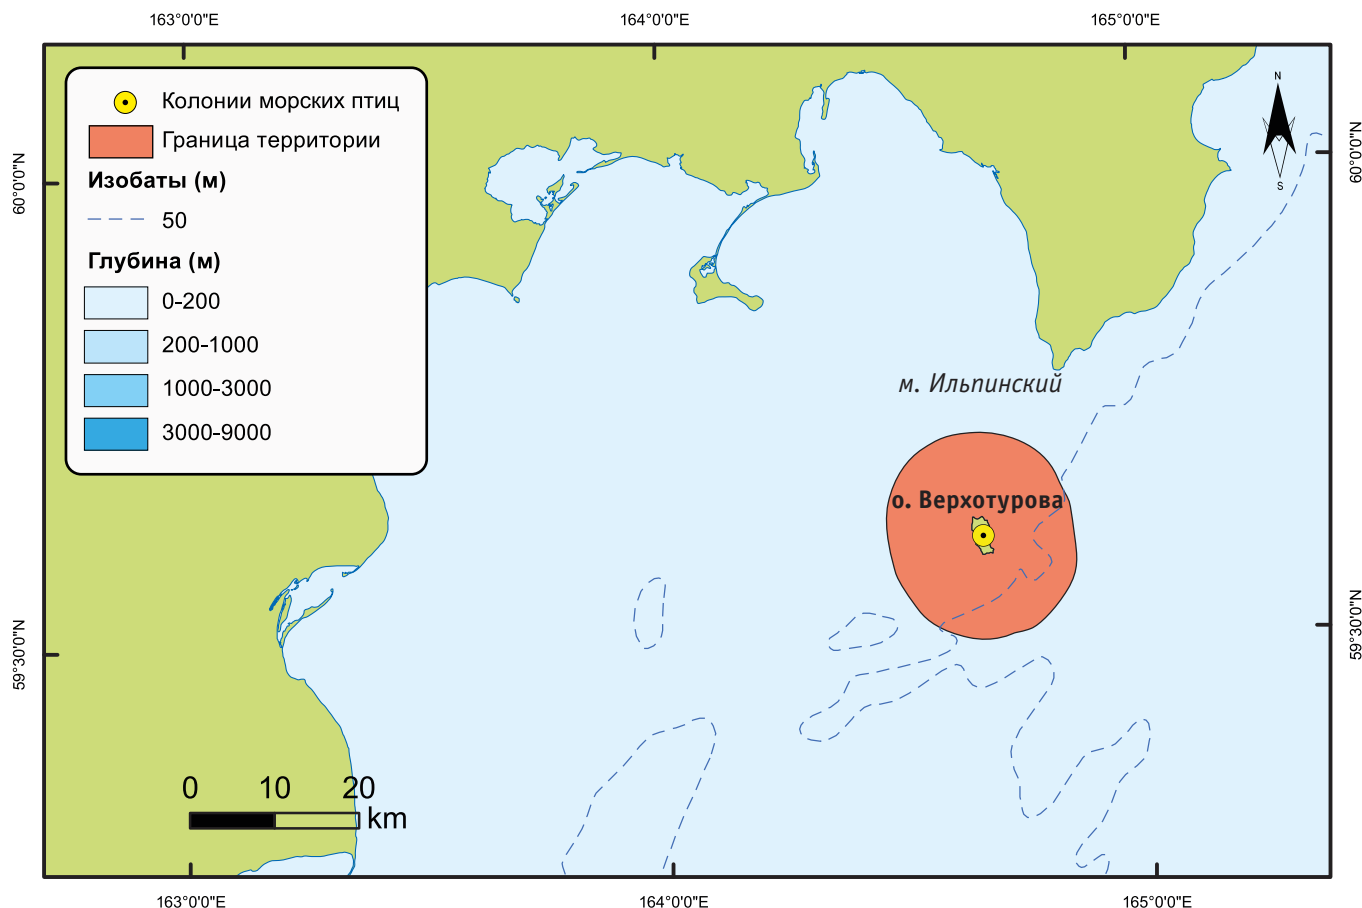 163°0'0"E
164°0'0"E
165°0'0"E
N
S
Колонии морских птиц
Граница территории
Изобаты (м)
50
Глубина (м)
0-200
200-1000
1000-3000
3000-9000
60°0'0"N
60°0'0"N
м. Ильпинский
о. Верхотурова
59°30'0"N
59°30'0"N
0 10 20
km
163°0'0"E
164°0'0"E
165°0'0"E